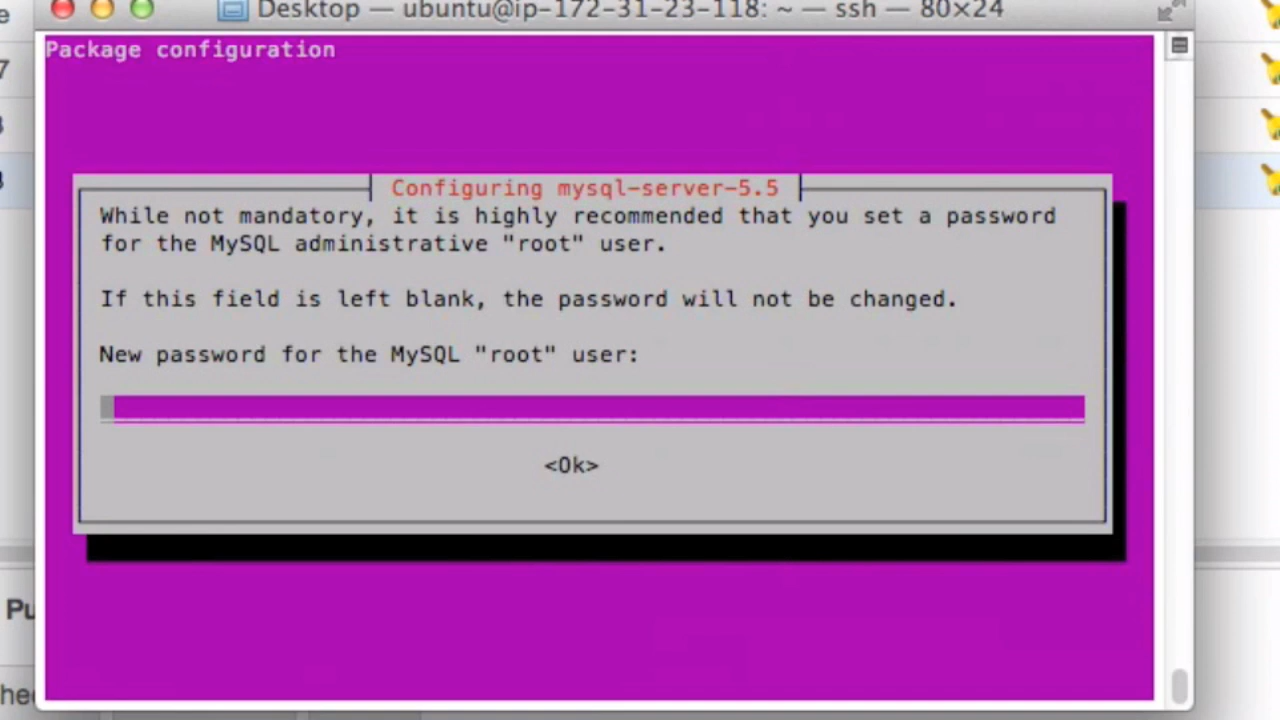 Desktop — ubuntu@ip-172-31-23-118: ~ — ssh — 80×24
Package configuration
Configuring mysql-server-5.5
While not mandatory, it is highly recommended that you set a password
for the MySQL administrative "root" user.
If this field is left blank, the password will not be changed.
New password for the MySQL "root" user:
<Ok>